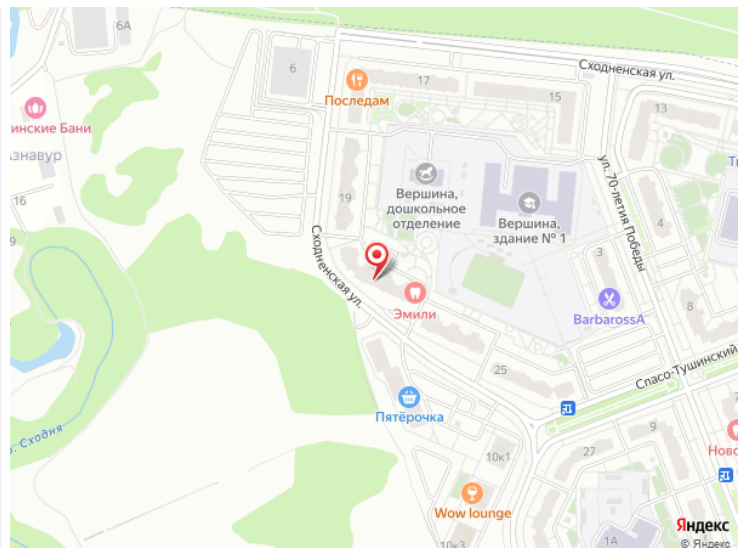 6А
6
17
Сходненская ул.
15
Последам
13
инские Бани
Азнавур
ул. 70-летия Победы
Вершина,
дошкольное
отделение
Вершина,
здание № 1
19
16
4
Сходненская ул.
3
9
Эмили
BarbarossA
8
25
Спасо-Тушинский
Пятёрочка
р. Сходня
9
27
10к1
Ново
Wow lounge
1А
10к3
Яндекс
© Яндекс